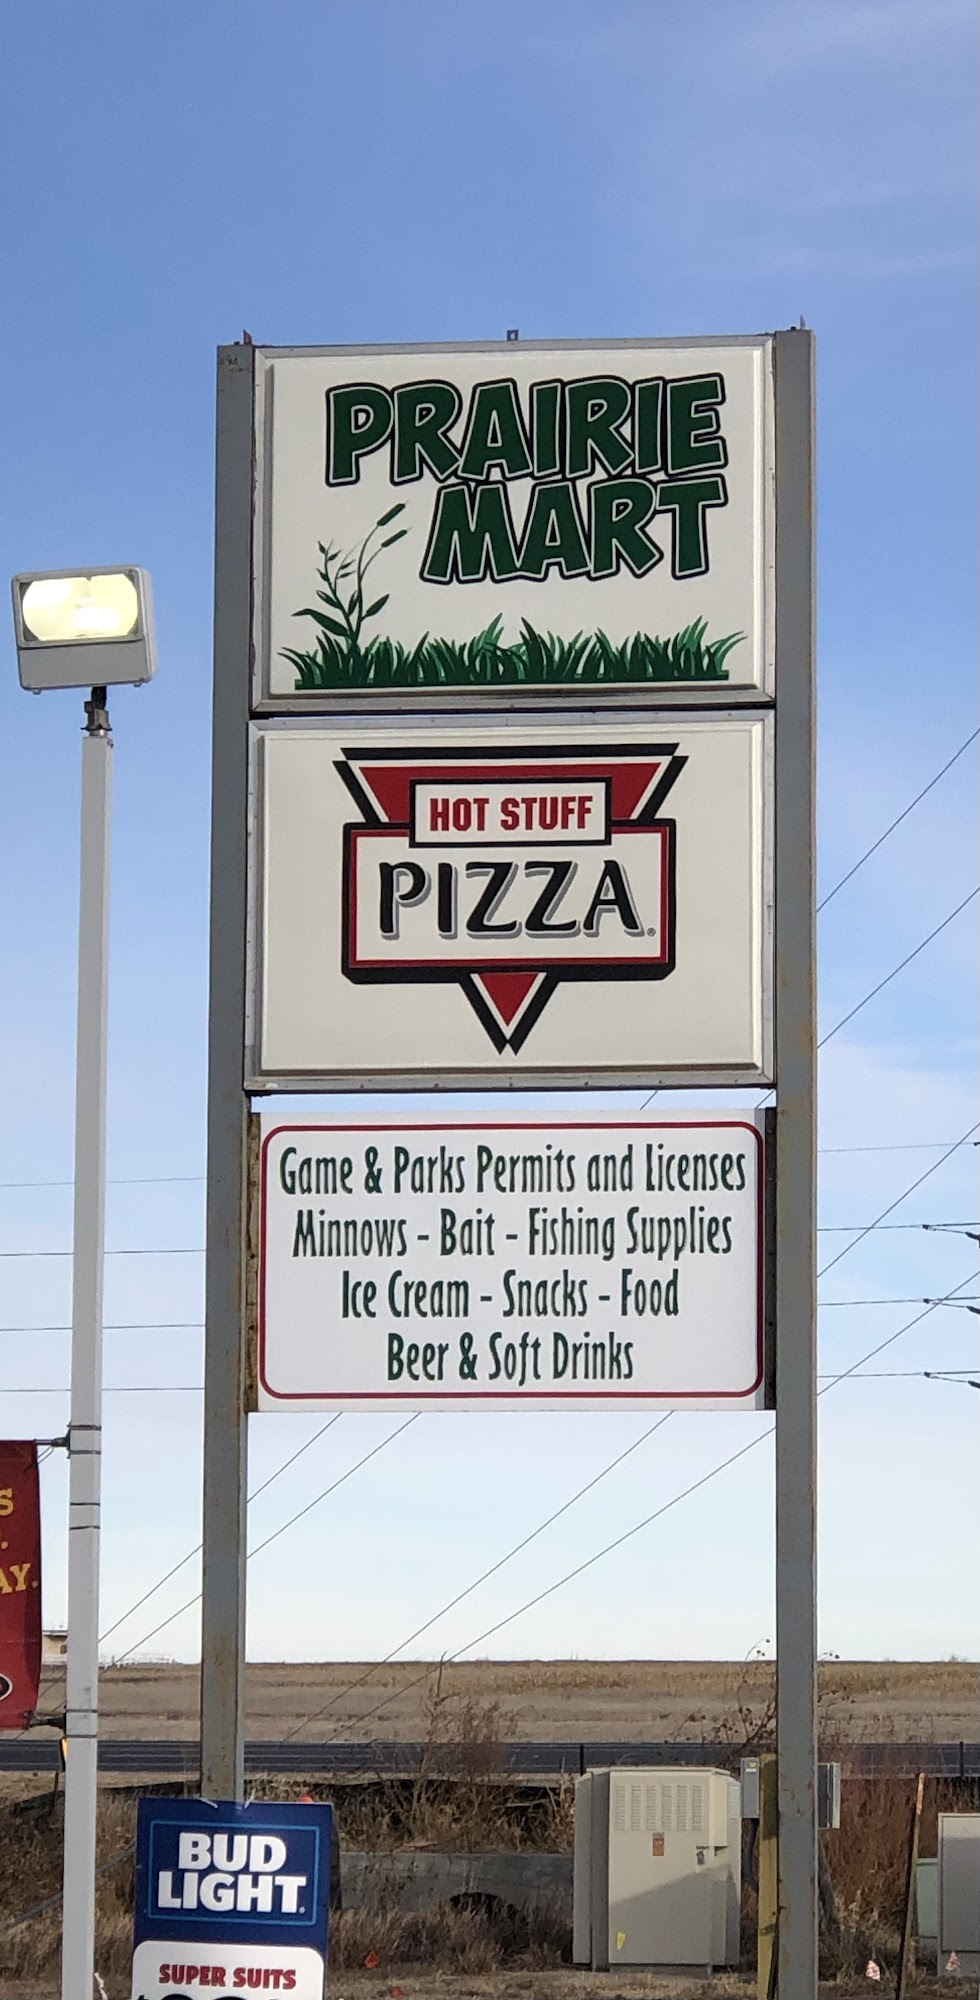 PRAIRIE
MART
HOT STUFF
PIZZA®
Game & Parks Permits and Licenses
Minnows - Bait - Fishing Supplies
Ice Cream - Snacks - Food
Beer & Soft Drinks
BUD
LIGHT®
SUPER SUITS